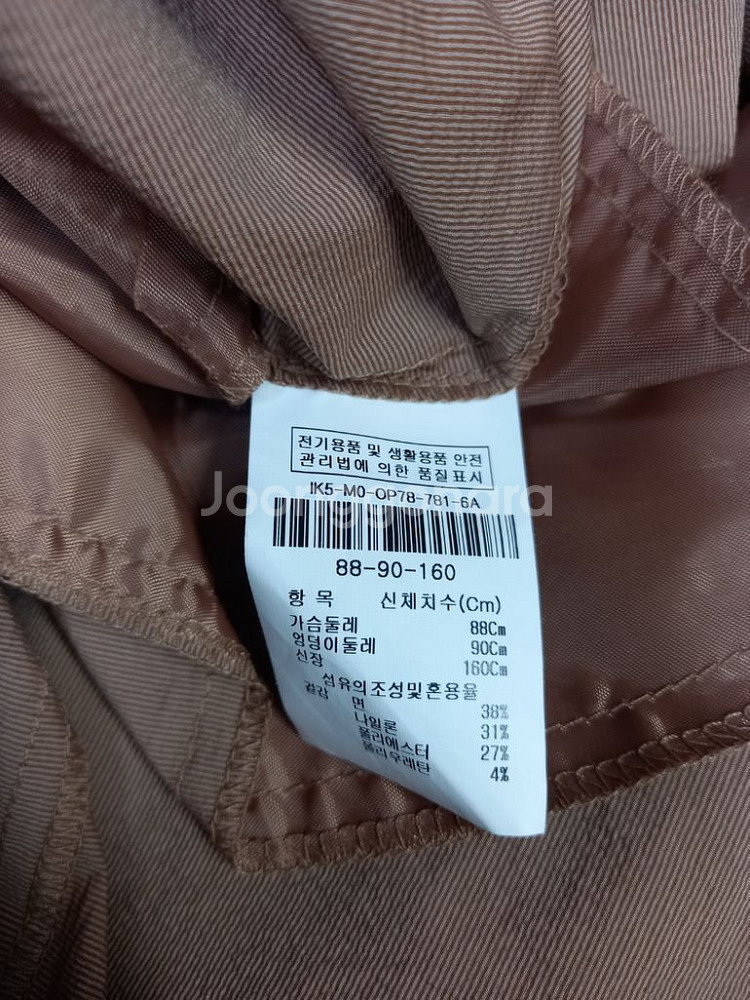 전기용품 및 생활용품 안전
관리법에 의한 품질표시
IK5-M0-OP78-781-6A
Joonggonara
88-90-160
항 목 신체치수(Cm)
가슴둘레 88Cm
엉덩이둘레 90Cm
신장 160Cm
섬유의조성및혼용율
겉감 면 38%
나일론 31%
폴리에스터 27%
폴리우레탄 4%